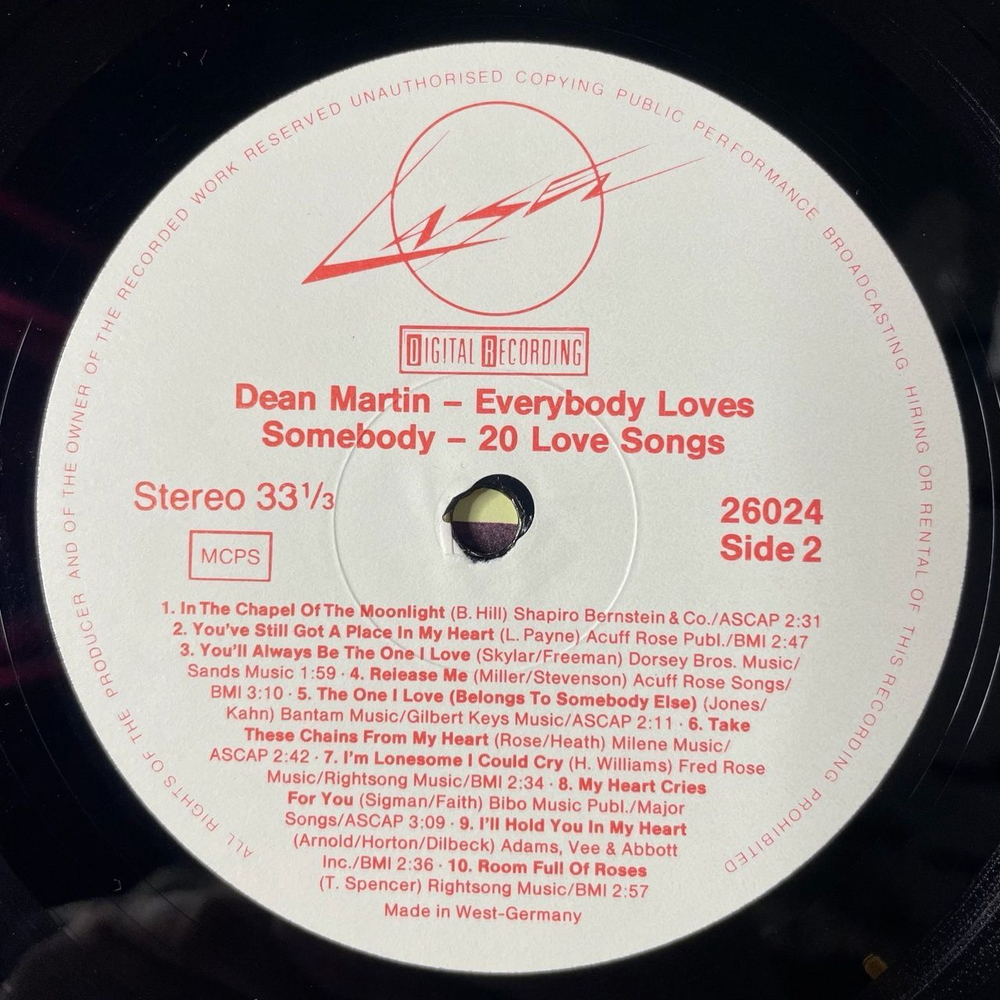 ALL RIGHTS OF THE PRODUCER AND OF THE OWNER OF THE RECORDED WORK RESERVED UNAUTHORISED COPYING PUBLIC PERFORMANCE BROADCASTING HIRING OR RENTAL OF THIS RECORDING PROHIBITED
LASER
DIGITAL RECORDING
Dean Martin – Everybody Loves
Somebody – 20 Love Songs
Stereo 33 1/3
MCPS
26024
Side 2
1. In The Chapel Of The Moonlight (B. Hill) Shapiro Bernstein & Co./ASCAP 2:31
2. You've Still Got A Place In My Heart (L. Payne) Acuff Rose Publ./BMI 2:47
3. You'll Always Be The One I Love (Skylar/Freeman) Dorsey Bros. Music/
Sands Music 1:59 · 4. Release Me (Miller/Stevenson) Acuff Rose Songs/
BMI 3:10 · 5. The One I Love (Belongs To Somebody Else) (Jones/
Kahn) Bantam Music/Gilbert Keys Music/ASCAP 2:11 · 6. Take
These Chains From My Heart (Rose/Heath) Milene Music/
ASCAP 2:42 · 7. I'm Lonesome I Could Cry (H. Williams) Fred Rose
Music/Rightsong Music/BMI 2:34 · 8. My Heart Cries
For You (Sigman/Faith) Bibo Music Publ./Major
Songs/ASCAP 3:09 · 9. I'll Hold You In My Heart
(Arnold/Horton/Dilbeck) Adams, Vee & Abbott
Inc./BMI 2:36 · 10. Room Full Of Roses
(T. Spencer) Rightsong Music/BMI 2:57
Made in West-Germany